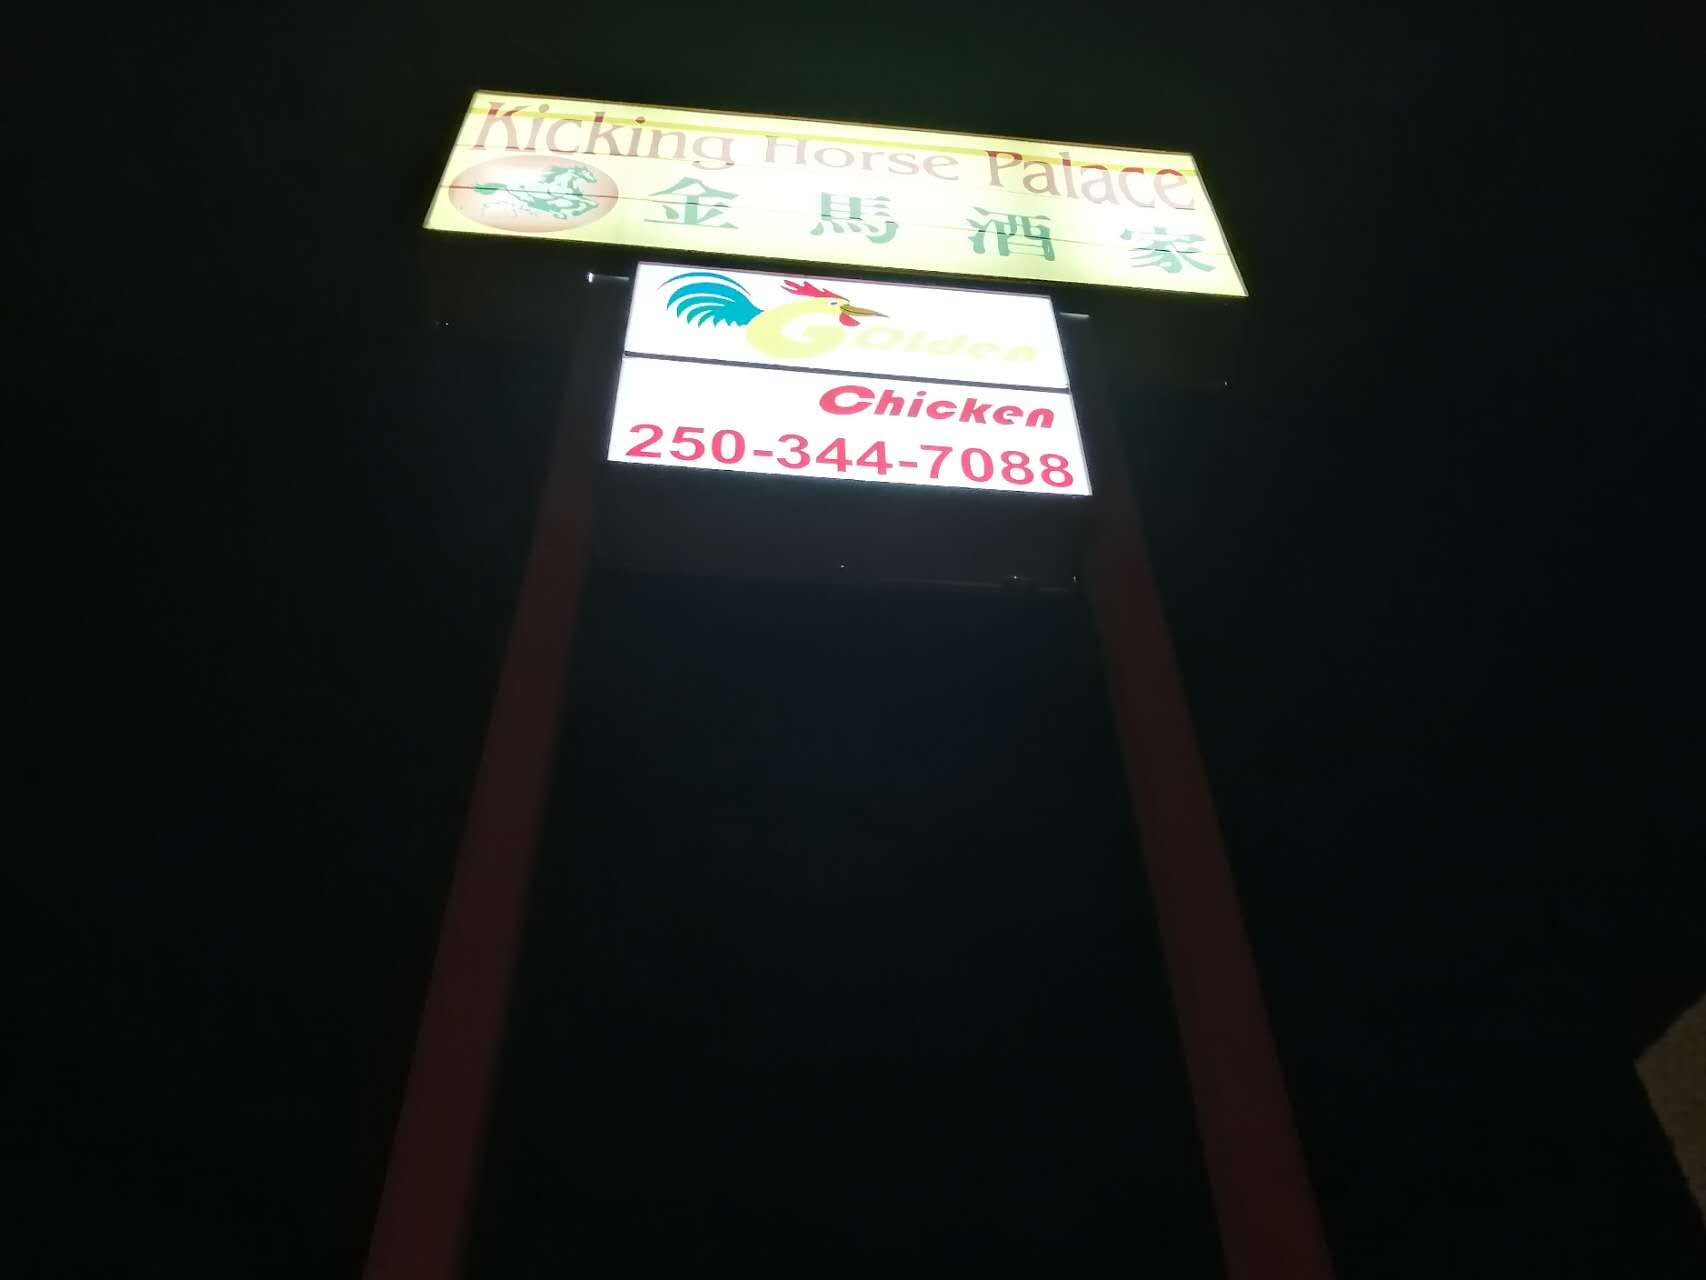 Kicking Horse Palace
金馬酒家
Golden
Chicken
250-344-7088